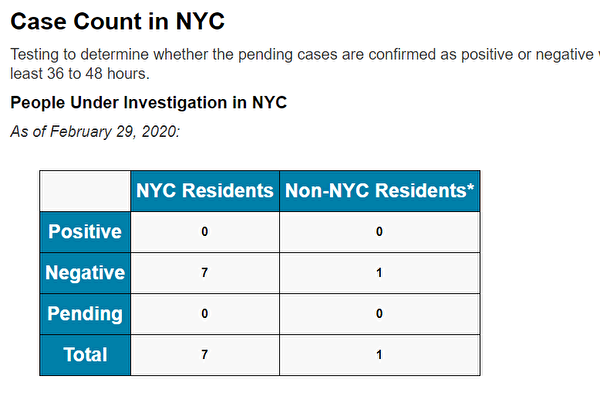 Case Count in NYC
Testing to determine whether the pending cases are confirmed as positive or negative
least 36 to 48 hours.
People Under Investigation in NYC
As of February 29, 2020:
NYC Residents Non-NYC Residents*
Positive 0 0
Negative 7 1
Pending 0 0
Total 7 1